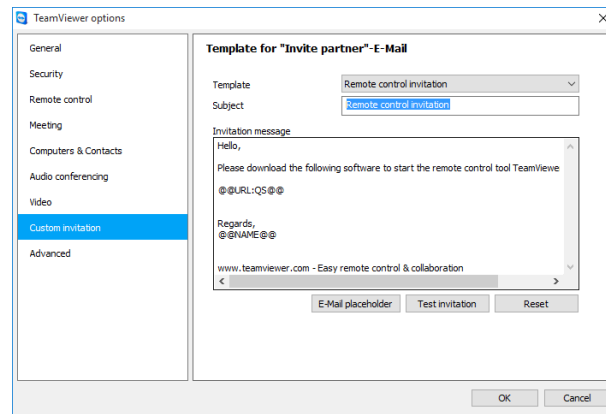 TeamViewer options
General
Security
Remote control
Meeting
Computers & Contacts
Audio conferencing
Video
Custom invitation
Advanced
Template for "Invite partner"-E-Mail
Template Remote control invitation
Subject Remote control invitation
Invitation message
Hello,
Please download the following software to start the remote control tool TeamViewe
@@URL:QS@@
Regards,
@@NAME@@
www.teamviewer.com - Easy remote control & collaboration
E-Mail placeholder Test invitation Reset
OK Cancel